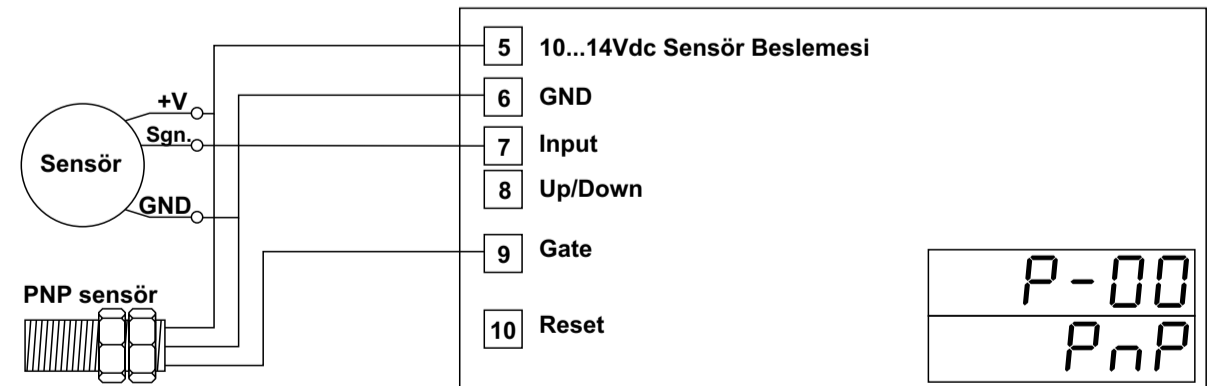 5 10...14Vdc Sensör Beslemesi
+V
6 GND
Sgn.
7 Input
Sensör
8 Up/Down
GND
9 Gate
P-00
PNP sensör
10 Reset
PnP